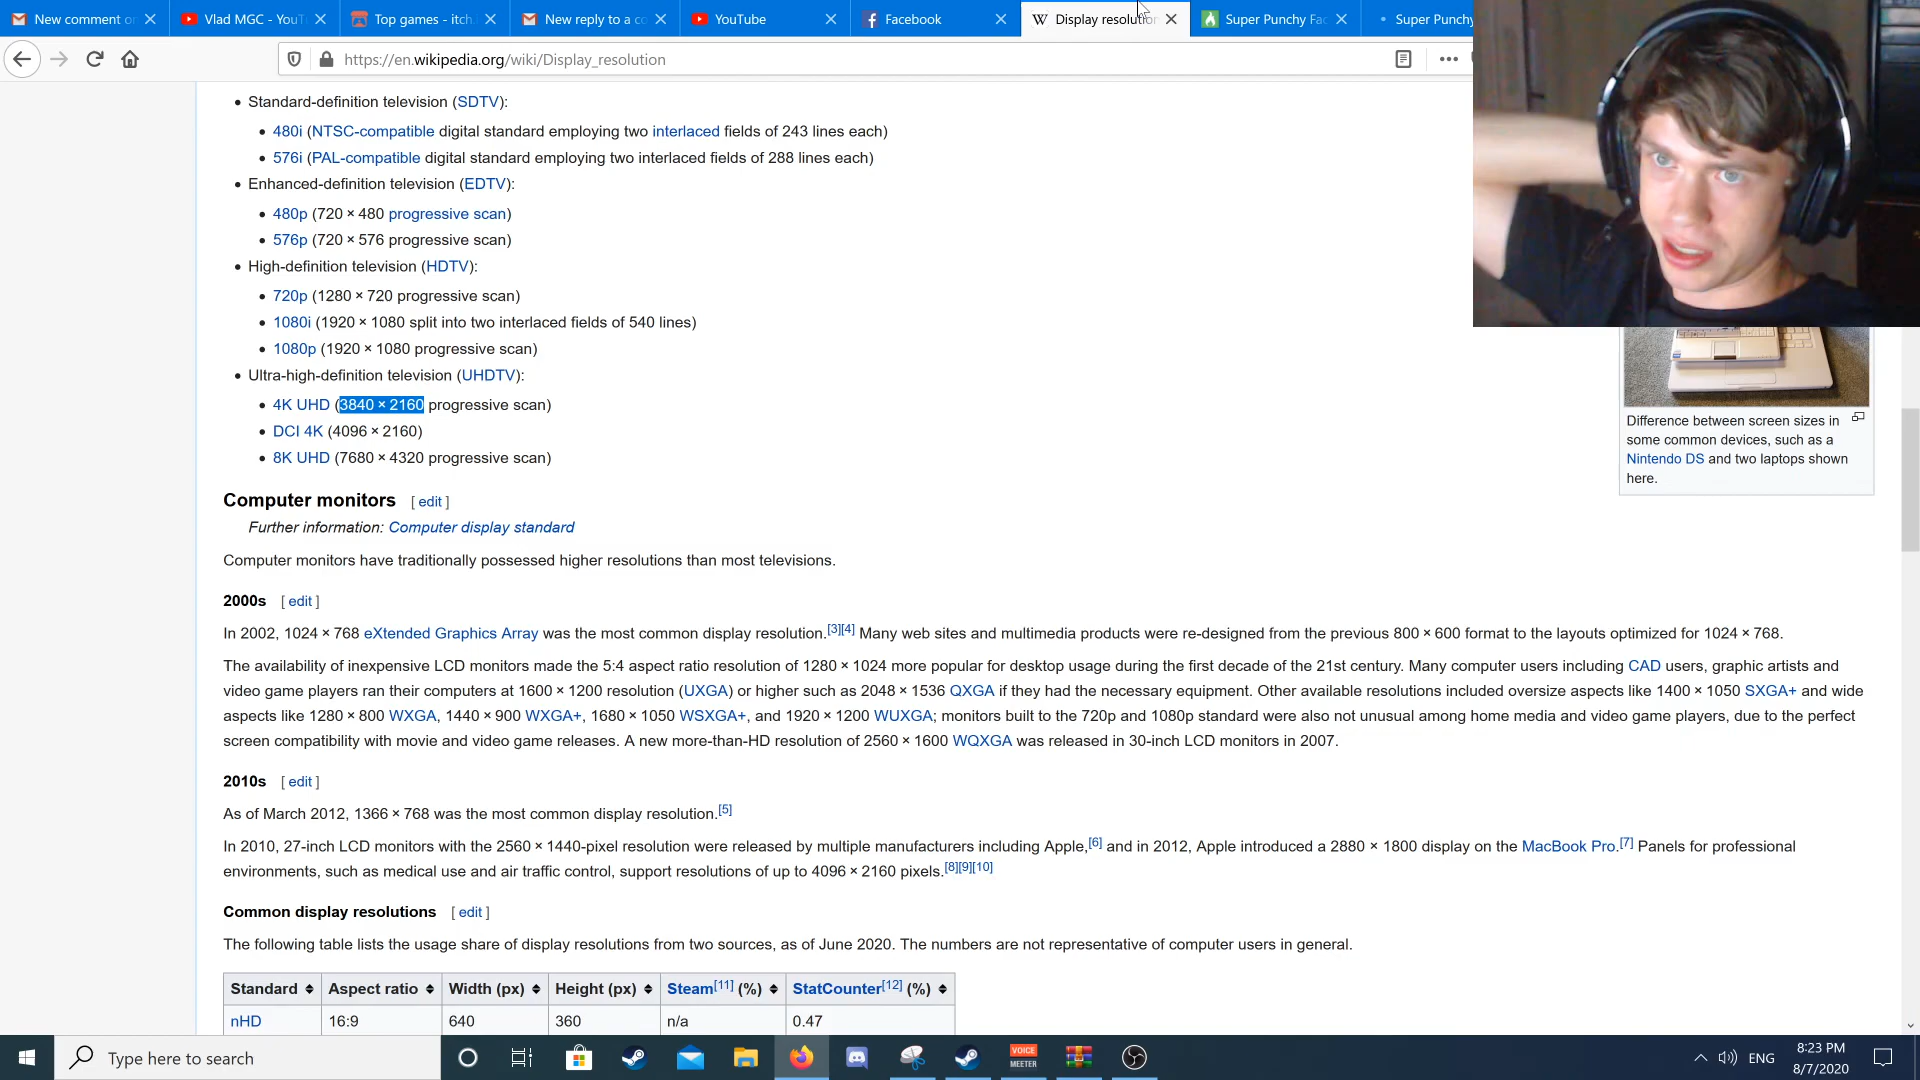 New comment o
Vlad MGC - YouT
Top games - itch.
New reply to a co
YouTube
Facebook
Display resolutio
Super Punchy Fa
Super Punchy
https://en.wikipedia.org/wiki/Display_resolution
• Standard-definition television (SDTV):
• 480i (NTSC-compatible digital standard employing two interlaced fields of 243 lines each)
• 576i (PAL-compatible digital standard employing two interlaced fields of 288 lines each)
• Enhanced-definition television (EDTV):
• 480p (720 × 480 progressive scan)
• 576p (720 × 576 progressive scan)
• High-definition television (HDTV):
• 720p (1280 × 720 progressive scan)
• 1080i (1920 × 1080 split into two interlaced fields of 540 lines)
• 1080p (1920 × 1080 progressive scan)
• Ultra-high-definition television (UHDTV):
• 4K UHD (3840 × 2160 progressive scan)
• DCI 4K (4096 × 2160)
• 8K UHD (7680 × 4320 progressive scan)
Difference between screen sizes in
some common devices, such as a
Nintendo DS and two laptops shown
here.
Computer monitors [ edit ]
Further information: Computer display standard
Computer monitors have traditionally possessed higher resolutions than most televisions.
2000s [ edit ]
In 2002, 1024 × 768 eXtended Graphics Array was the most common display resolution.[3][4] Many web sites and multimedia products were re-designed from the previous 800 × 600 format to the layouts optimized for 1024 × 768.
The availability of inexpensive LCD monitors made the 5:4 aspect ratio resolution of 1280 × 1024 more popular for desktop usage during the first decade of the 21st century. Many computer users including CAD users, graphic artists and
video game players ran their computers at 1600 × 1200 resolution (UXGA) or higher such as 2048 × 1536 QXGA if they had the necessary equipment. Other available resolutions included oversize aspects like 1400 × 1050 SXGA+ and wide
aspects like 1280 × 800 WXGA, 1440 × 900 WXGA+, 1680 × 1050 WSXGA+, and 1920 × 1200 WUXGA; monitors built to the 720p and 1080p standard were also not unusual among home media and video game players, due to the perfect
screen compatibility with movie and video game releases. A new more-than-HD resolution of 2560 × 1600 WQXGA was released in 30-inch LCD monitors in 2007.
2010s [ edit ]
As of March 2012, 1366 × 768 was the most common display resolution.[5]
In 2010, 27-inch LCD monitors with the 2560 × 1440-pixel resolution were released by multiple manufacturers including Apple,[6] and in 2012, Apple introduced a 2880 × 1800 display on the MacBook Pro.[7] Panels for professional
environments, such as medical use and air traffic control, support resolutions of up to 4096 × 2160 pixels.[8][9][10]
Common display resolutions [ edit ]
The following table lists the usage share of display resolutions from two sources, as of June 2020. The numbers are not representative of computer users in general.
Standard Aspect ratio Width (px) Height (px) Steam[11] (%) StatCounter[12] (%)
nHD 16:9 640 360 n/a 0.47
Type here to search
VOICE
MEETER
ENG
8:23 PM
8/7/2020